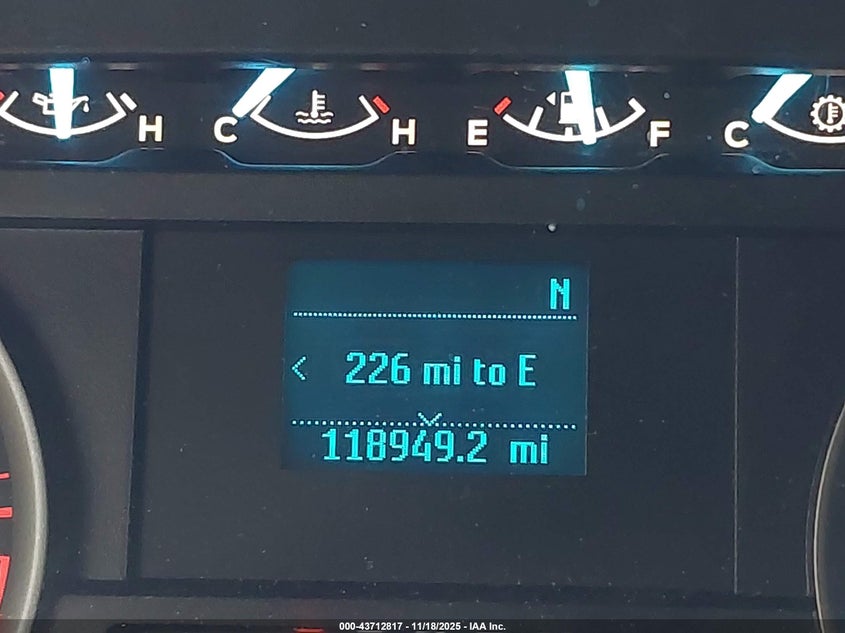 H C H E F C
N
< 226 mi to E
118949.2 mi
000-43712817 - 11/18/2025 - IAA Inc.